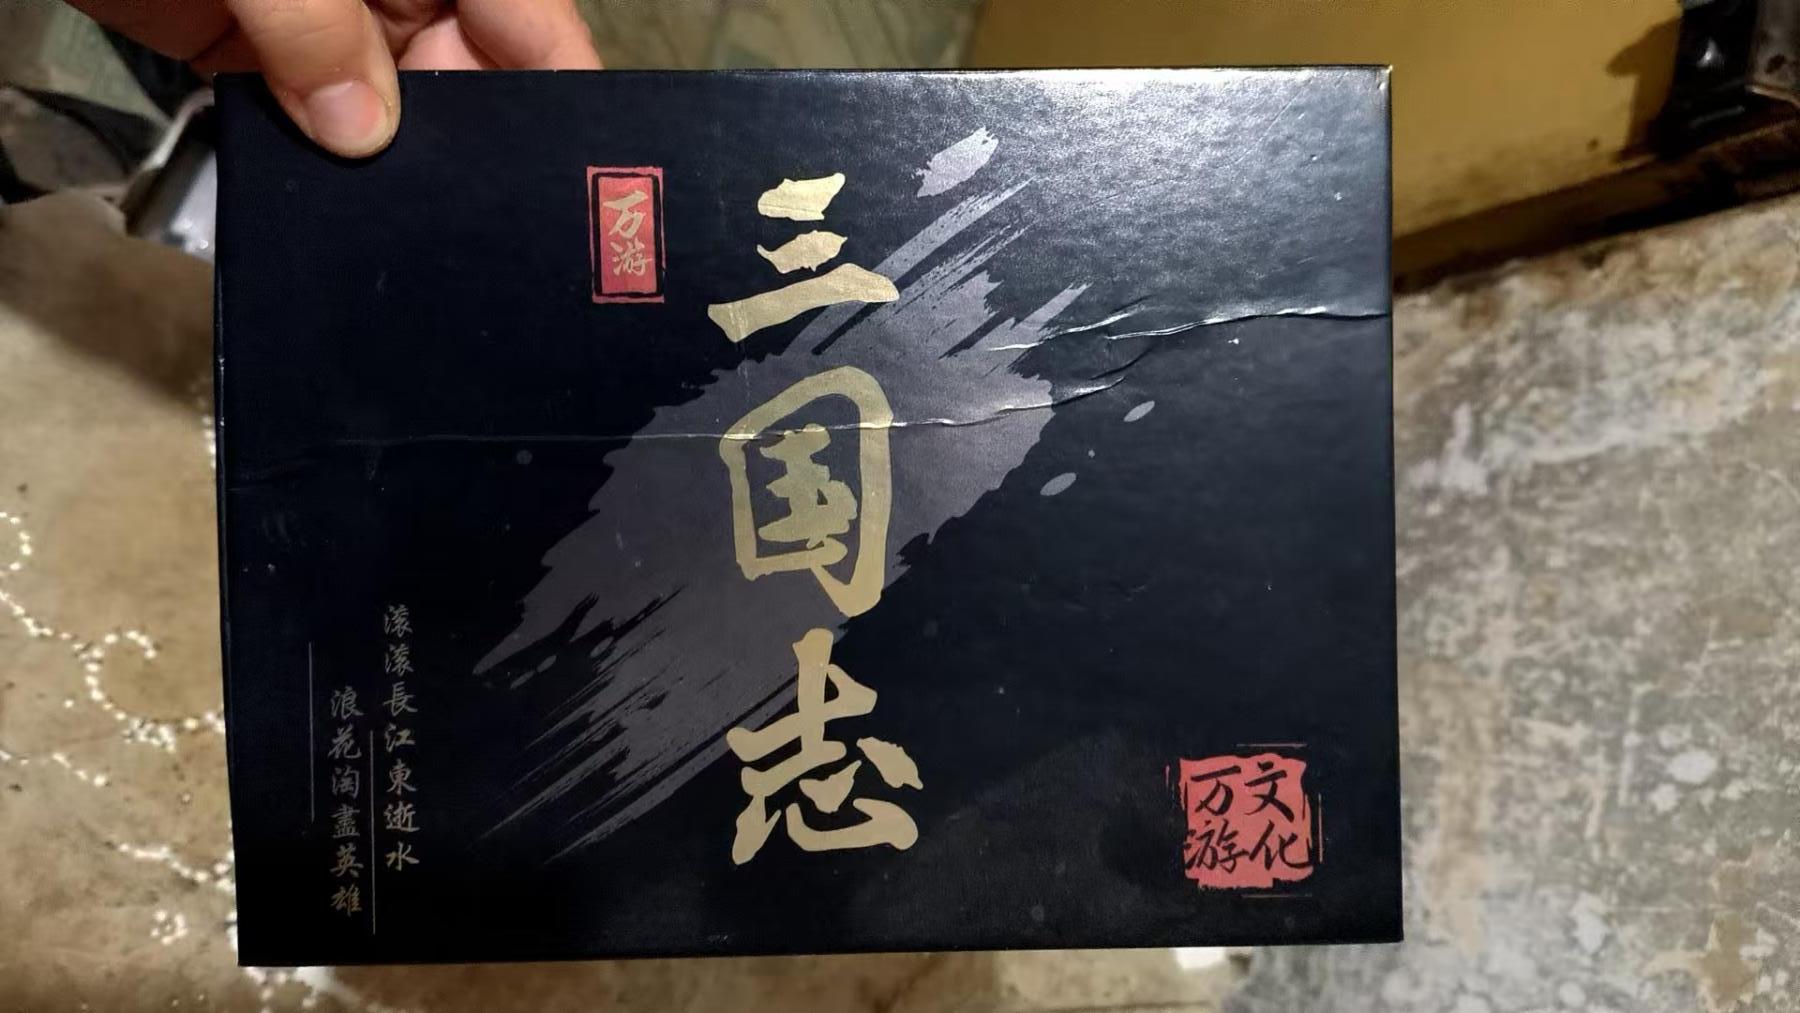 万游
三国志
滚滚長江東逝水
浪花淘盡英雄
文化
万游